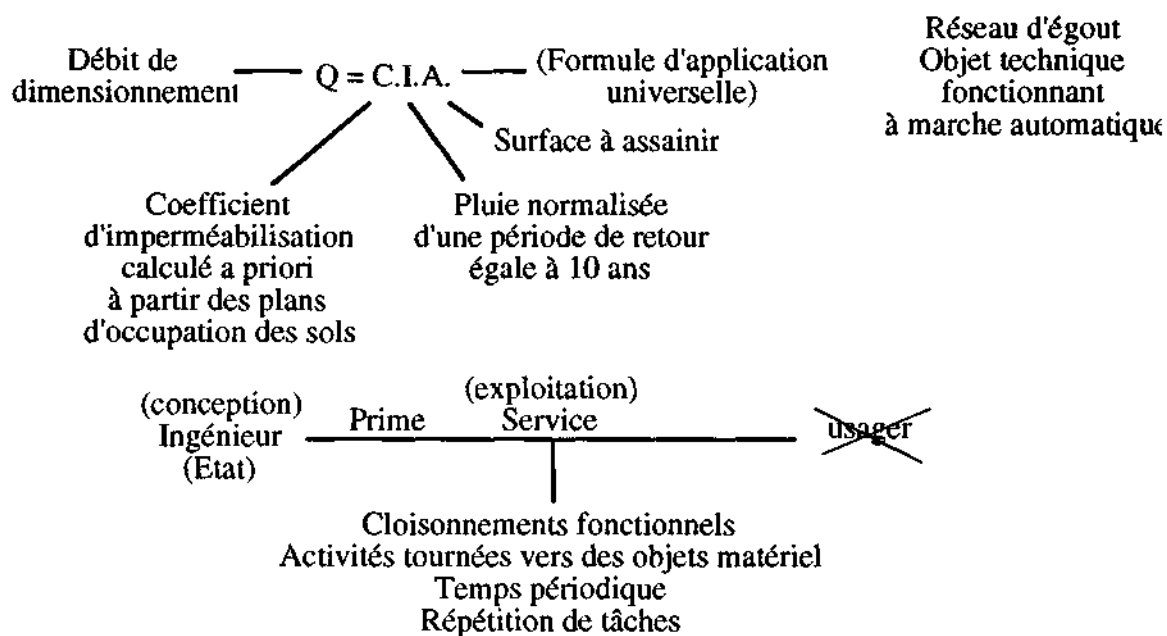 Débit de
dimensionnement
Q = C.I.A.
(Formule d'application
universelle)
Réseau d'égout
Objet technique
fonctionnant
à marche automatique
Surface à assainir
Coefficient
d'imperméabilisation
calculé a priori
à partir des plans
d'occupation des sols
Pluie normalisée
d'une période de retour
égale à 10 ans
(conception)
Ingénieur
(Etat)
Prime
(exploitation)
Service
usager
Cloisonnements fonctionnels
Activités tournées vers des objets matériel
Temps périodique
Répétition de tâches